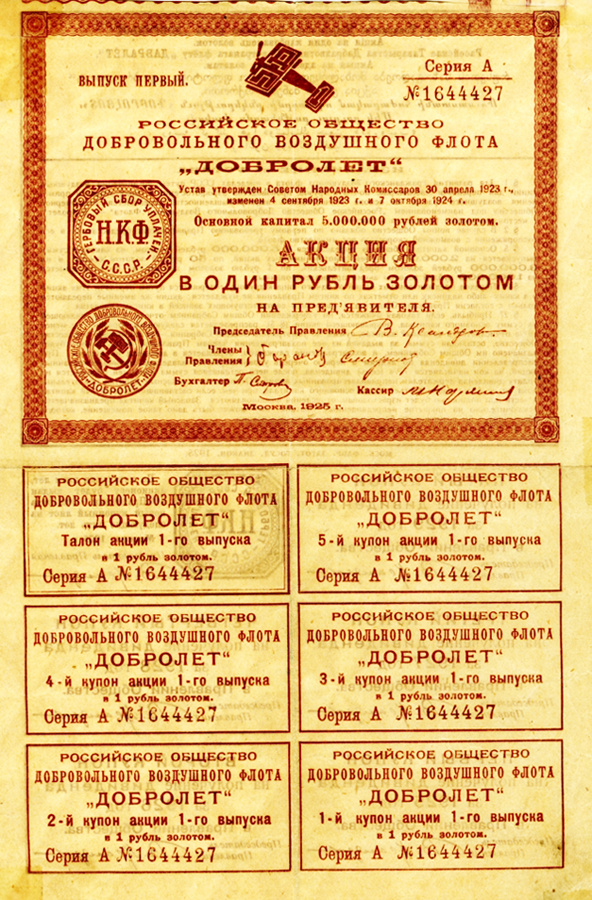 ВЫПУСК ПЕРВЫЙ.
Серия А
№1644427
РОССИЙСКОЕ ОБЩЕСТВО
ДОБРОВОЛЬНОГО ВОЗДУШНОГО ФЛОТА
„ДОБРОЛЕТ“
Устав утвержден Советом Народных Комиссаров 30 апреля 1923 г.,
изменен 4 сентября 1923 г. и 7 октября 1924 г.
Основной капитал 5.000.000 рублей золотом.
ГЕРБОВЫЙ СБОР УПЛАЧЕН
Н.К.Ф
С.С.С.Р.
АКЦИЯ
В ОДИН РУБЛЬ ЗОЛОТОМ
НА ПРЕД'ЯВИТЕЛЯ.
Председатель Правления
Члены
Правления
Бухгалтер
Кассир
Москва, 1925 г.
РОССИЙСКОЕ ОБЩЕСТВО
ДОБРОВОЛЬНОГО ВОЗДУШНОГО ФЛОТА
„ДОБРОЛЕТ“
Талон акции 1-го выпуска
в 1 рубль золотом.
Серия А №1644427
РОССИЙСКОЕ ОБЩЕСТВО
ДОБРОВОЛЬНОГО ВОЗДУШНОГО ФЛОТА
„ДОБРОЛЕТ“
5-й купон акции 1-го выпуска
в 1 рубль золотом.
Серия А №1644427
РОССИЙСКОЕ ОБЩЕСТВО
ДОБРОВОЛЬНОГО ВОЗДУШНОГО ФЛОТА
„ДОБРОЛЕТ“
4-й купон акции 1-го выпуска
в 1 рубль золотом.
Серия А №1644427
РОССИЙСКОЕ ОБЩЕСТВО
ДОБРОВОЛЬНОГО ВОЗДУШНОГО ФЛОТА
„ДОБРОЛЕТ“
3-й купон акции 1-го выпуска
в 1 рубль золотом.
Серия А №1644427
РОССИЙСКОЕ ОБЩЕСТВО
ДОБРОВОЛЬНОГО ВОЗДУШНОГО ФЛОТА
„ДОБРОЛЕТ“
2-й купон акции 1-го выпуска
в 1 рубль золотом.
Серия А №1644427
РОССИЙСКОЕ ОБЩЕСТВО
ДОБРОВОЛЬНОГО ВОЗДУШНОГО ФЛОТА
„ДОБРОЛЕТ“
1-й купон акции 1-го выпуска
в 1 рубль золотом.
Серия А №1644427